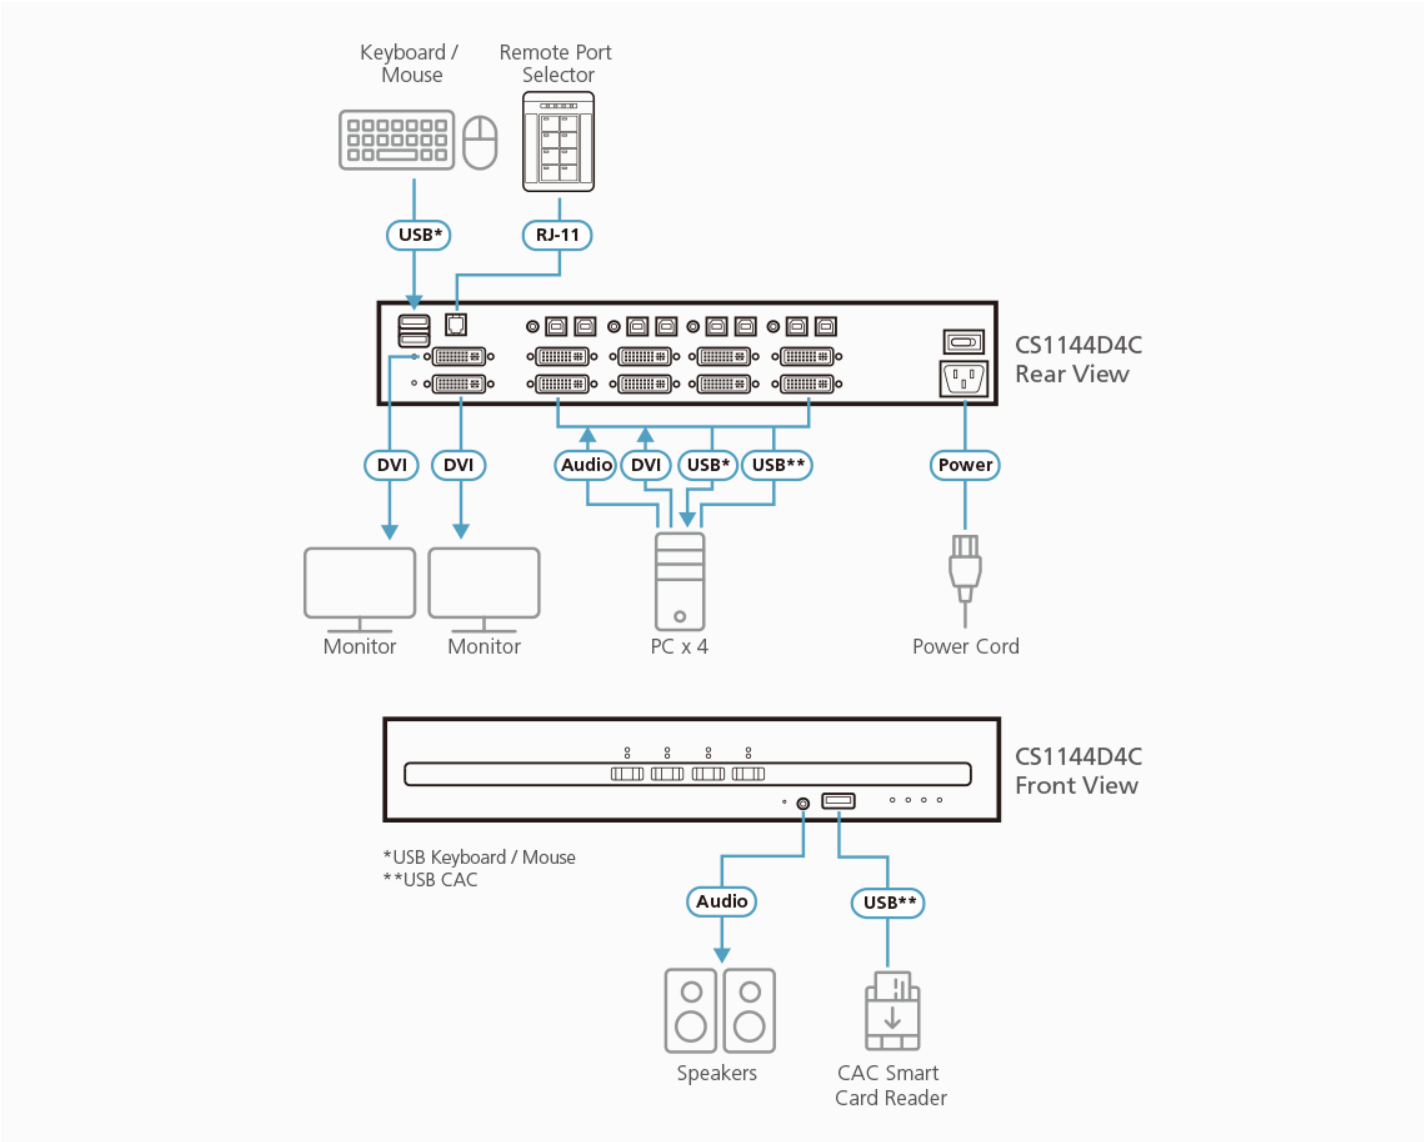 Keyboard /
Mouse
Remote Port
Selector
USB*
RJ-11
CS1144D4C
Rear View
DVI
DVI
Audio
DVI
USB*
USB**
Power
Monitor
Monitor
PC x 4
Power Cord
CS1144D4C
Front View
*USB Keyboard / Mouse
**USB CAC
Audio
USB**
Speakers
CAC Smart
Card Reader